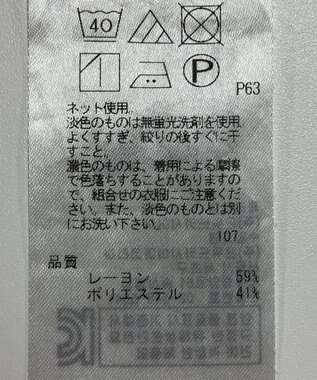 40
P
P63
ネット使用。
淡色のものは無蛍光洗剤を使用。
よくすすぎ、絞りの後すぐに干
すこと。
濃色のものは、着用による摩擦
で色落ちすることがありますの
で、組合せの衣服にご注意くだ
さい。また、淡色のものとは別
にお洗い下さい。
107
品質
レーヨン 59%
ポリエステル 41%